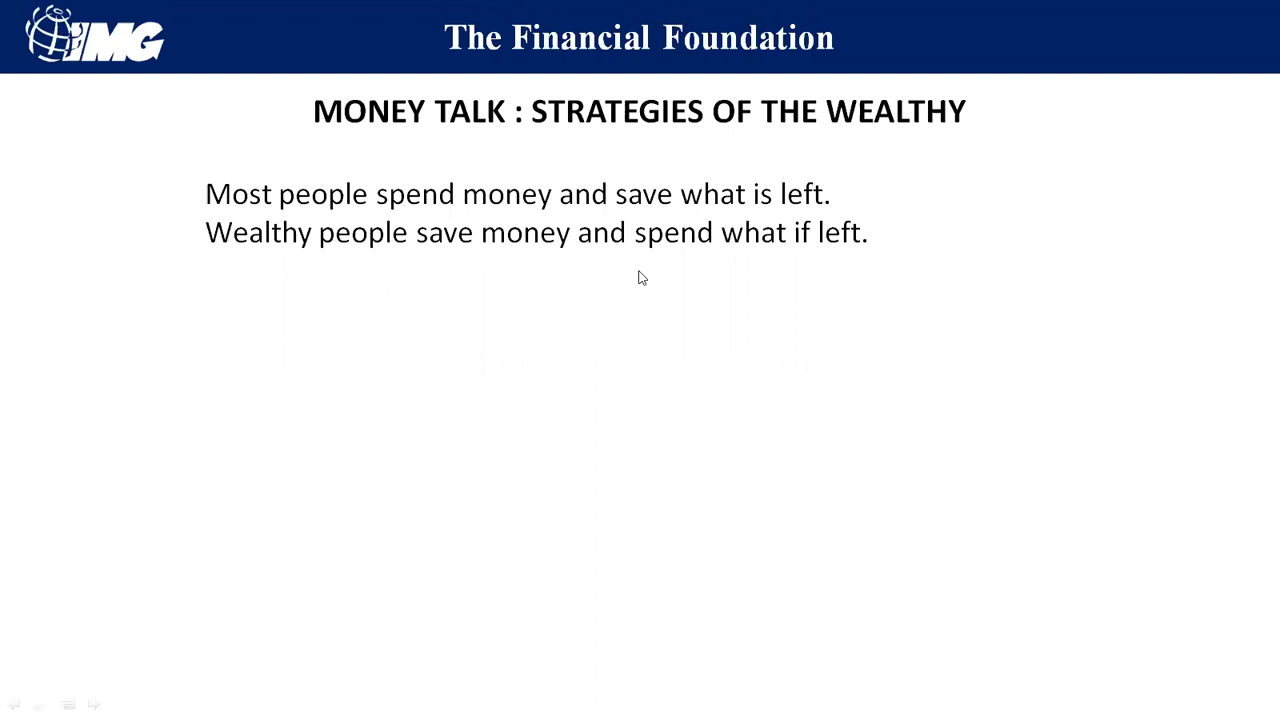 IMG
The Financial Foundation
MONEY TALK : STRATEGIES OF THE WEALTHY
Most people spend money and save what is left.
Wealthy people save money and spend what if left.